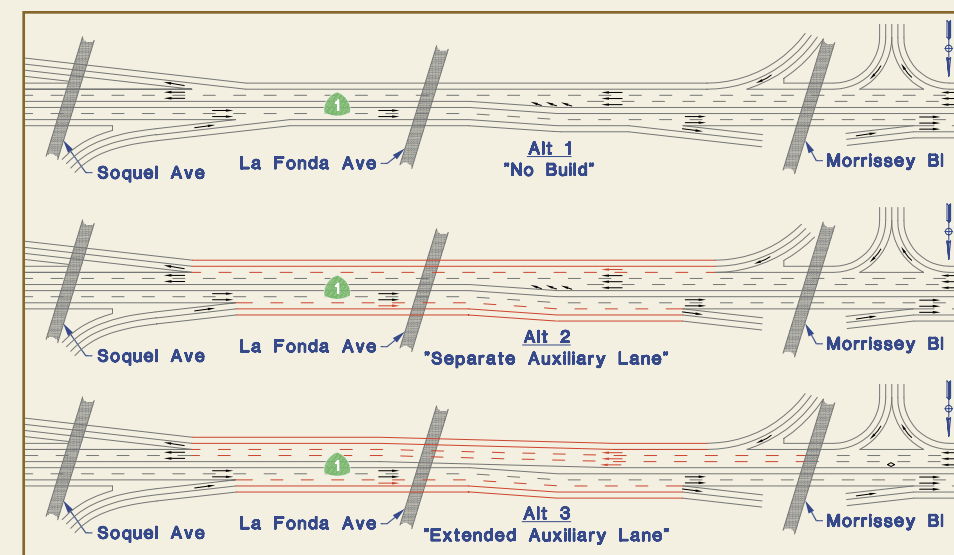 1
Soquel Ave
La Fonda Ave
Alt 1
"No Build"
Morrissey Bl
1
Soquel Ave
La Fonda Ave
Alt 2
"Separate Auxiliary Lane"
Morrissey Bl
1
Soquel Ave
La Fonda Ave
Alt 3
"Extended Auxiliary Lane"
Morrissey Bl